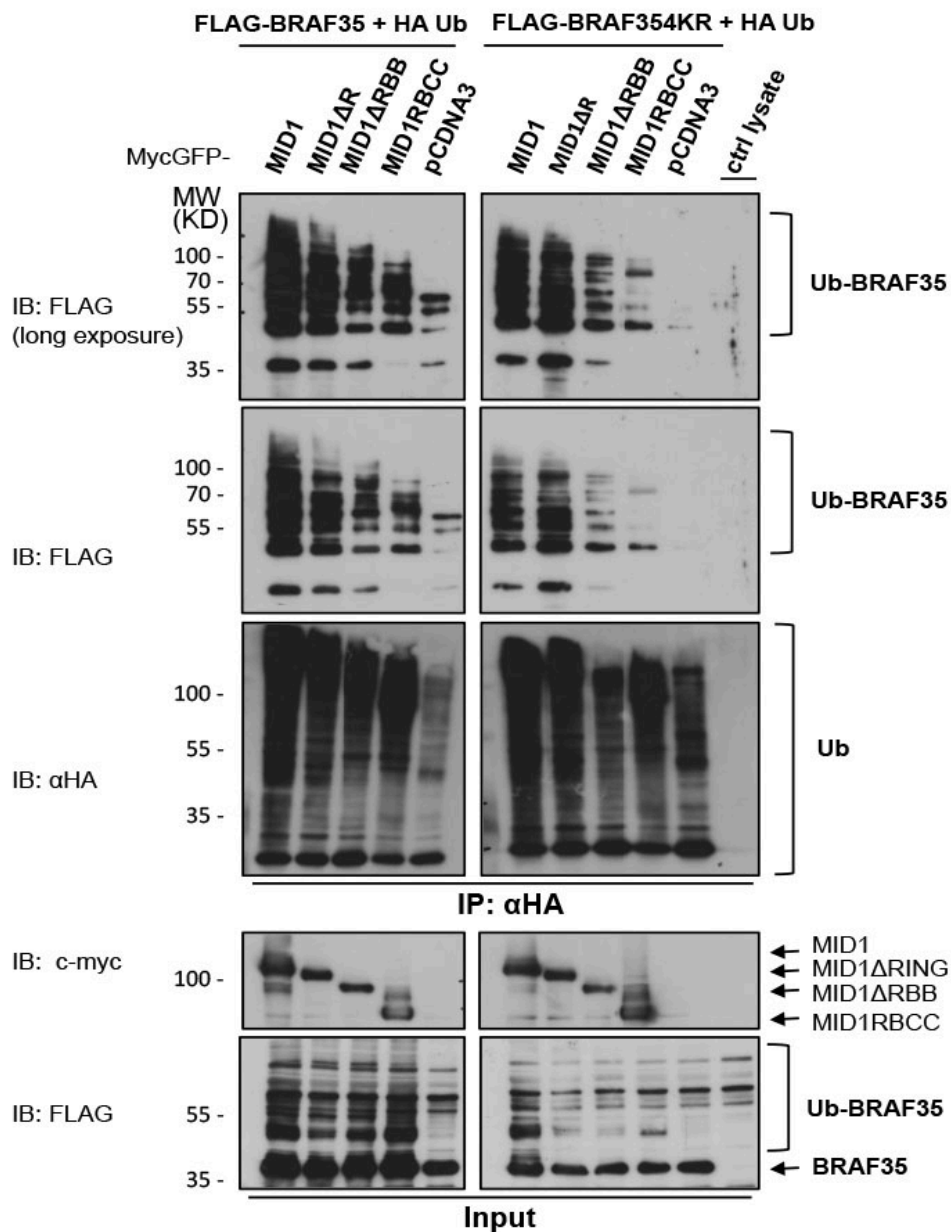 FLAG-BRAF35 + HA Ub
FLAG-BRAF354KR + HA Ub
MycGFP-
MID1
MID1ΔR
MID1ΔRBB
MID1RBCC
pCDNA3
MID1
MID1ΔR
MID1ΔRBB
MID1RBCC
pCDNA3
ctrl lysate
MW
(KD)
100 -
70 -
55 -
35 -
IB: FLAG
(long exposure)
Ub-BRAF35
100 -
70 -
55 -
IB: FLAG
Ub-BRAF35
100 -
55 -
35 -
IB: αHA
Ub
IP: αHA
IB: c-myc
100 -
MID1
MID1ΔRING
MID1ΔRBB
MID1RBCC
IB: FLAG
55 -
35 -
Ub-BRAF35
BRAF35
Input